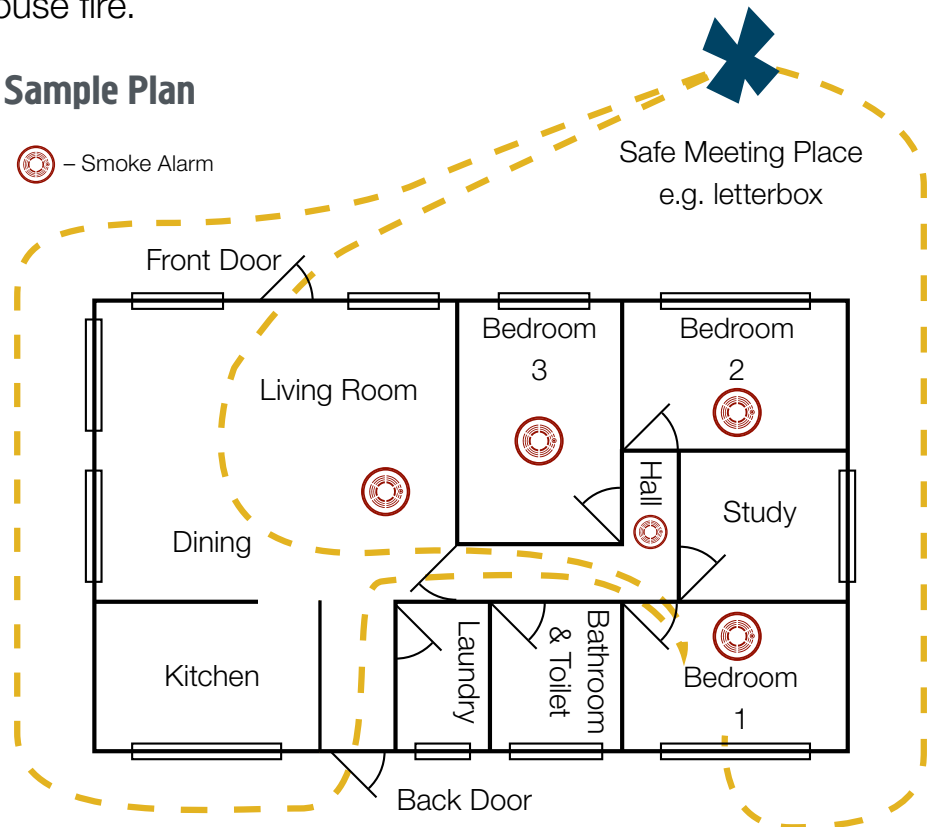 ouse fire.
Sample Plan
– Smoke Alarm
Safe Meeting Place
e.g. letterbox
Front Door
Bedroom
3
Bedroom
2
Living Room
Hall
Study
Dining
Kitchen
Laundry
Bathroom
& Toilet
Bedroom
1
Back Door